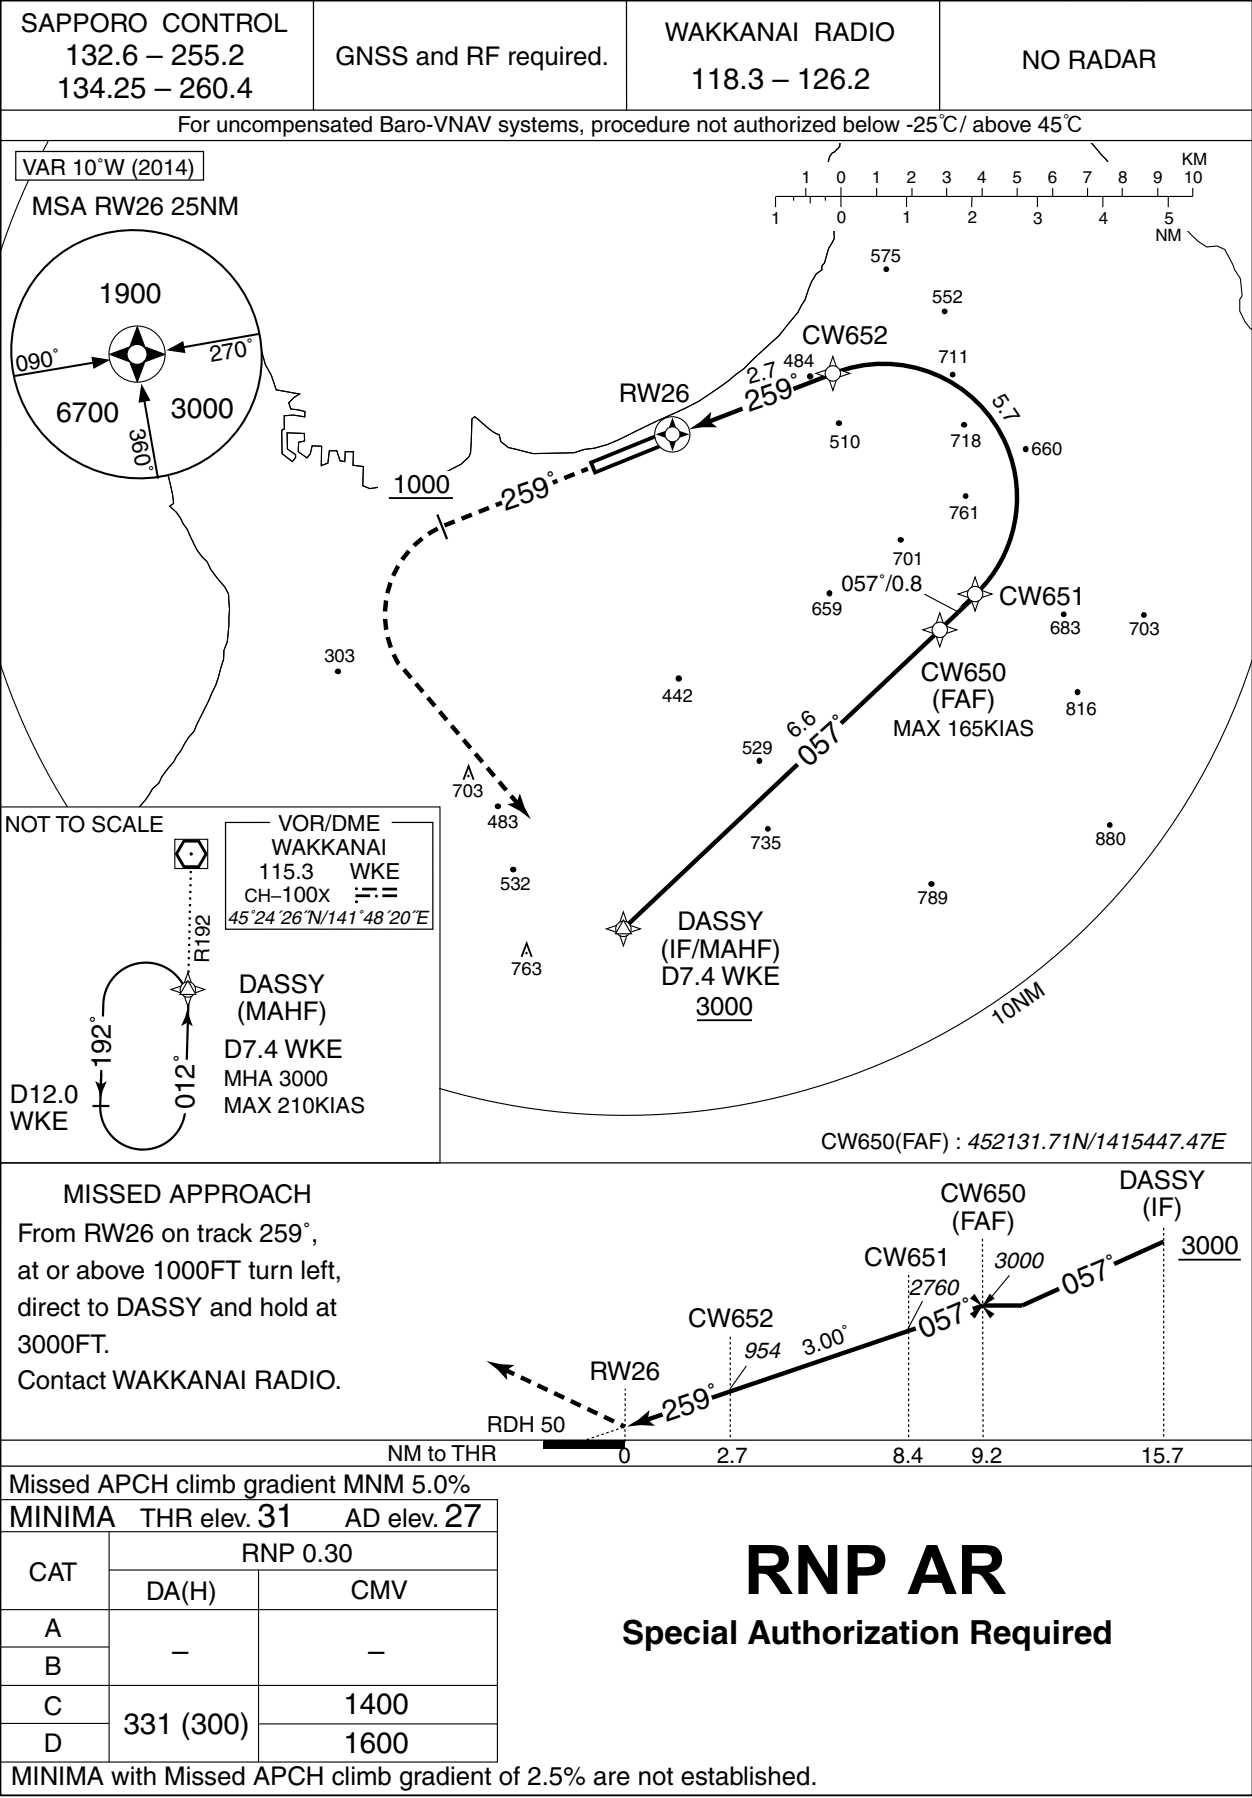 SAPPORO CONTROL
132.6 – 255.2
134.25 – 260.4
GNSS and RF required.
WAKKANAI RADIO
118.3 – 126.2
NO RADAR
For uncompensated Baro-VNAV systems, procedure not authorized below -25℃/ above 45℃
VAR 10°W (2014)
MSA RW26 25NM
1900
090°
270°
6700
3000
360°
KM
1 0 1 2 3 4 5 6 7 8 9 10
1 0 1 2 3 4 5
NM
575
552
CW652
711
484
2.7
259°
5.7
RW26
510
718
660
1000
259°
761
701
057°/0.8
CW651
659
683
703
303
CW650
(FAF)
MAX 165KIAS
442
816
6.6
057°
529
703
483
735
880
532
789
DASSY
(IF/MAHF)
D7.4 WKE
3000
763
10NM
NOT TO SCALE
VOR/DME
WAKKANAI
115.3 WKE
CH–100X
45°24´26˝N/141°48´20˝E
R192
DASSY
(MAHF)
192°
012°
D7.4 WKE
MHA 3000
MAX 210KIAS
D12.0
WKE
CW650(FAF) : 452131.71N/1415447.47E
MISSED APPROACH
From RW26 on track 259°,
at or above 1000FT turn left,
direct to DASSY and hold at
3000FT.
Contact WAKKANAI RADIO.
DASSY
(IF)
CW650
(FAF)
3000
CW651
3000
057°
2760
057°
CW652
954
3.00°
RW26
259°
RDH 50
NM to THR
0 2.7 8.4 9.2 15.7
Missed APCH climb gradient MNM 5.0%
MINIMA THR elev. 31 AD elev. 27
CAT
RNP 0.30
DA(H) CMV
A
B
– –
C
D
331 (300)
1400
1600
MINIMA with Missed APCH climb gradient of 2.5% are not established.
RNP AR
Special Authorization Required